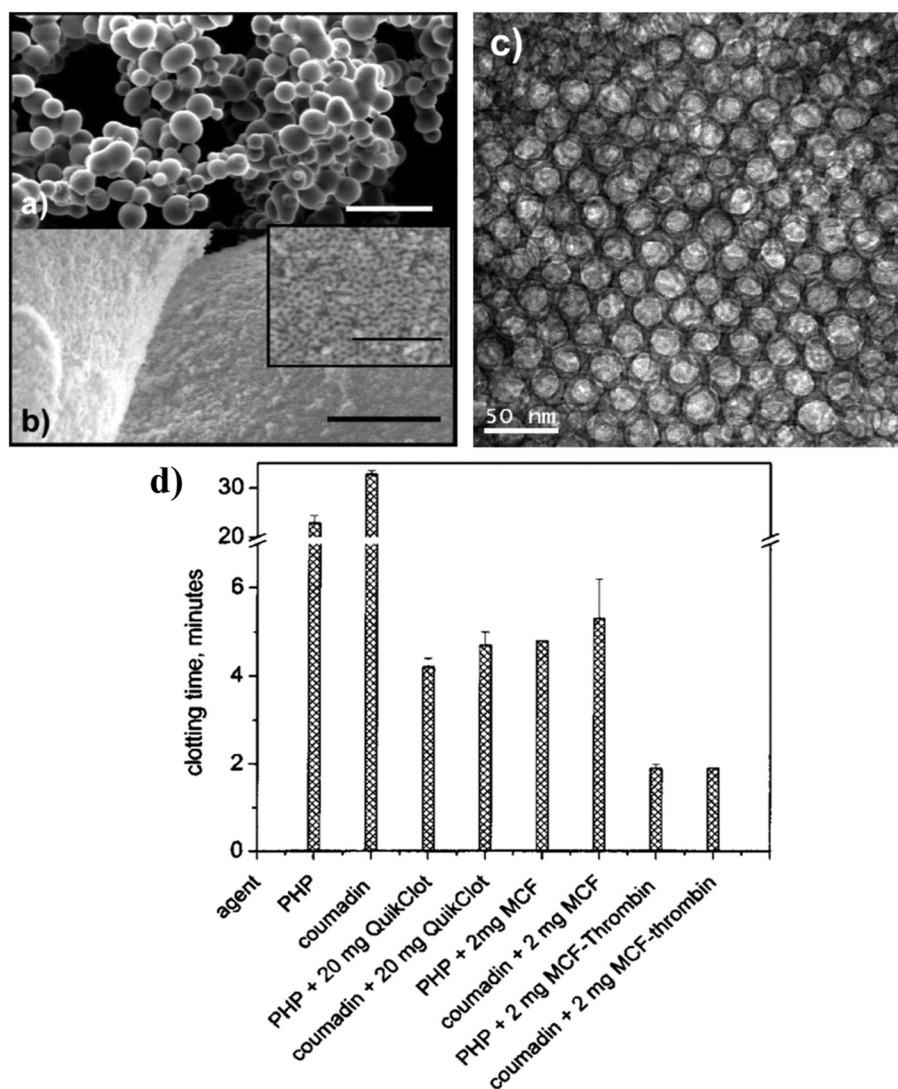 a)
c)
b)
50 nm
d)
30
20
6
4
2
0
clotting time, minutes
agent
PHP
coumadin
PHP + 20 mg QuikClot
coumadin + 20 mg QuikClot
PHP + 2mg MCF
coumadin + 2 mg MCF
PHP + 2 mg MCF-Thrombin
coumadin + 2 mg MCF-thrombin